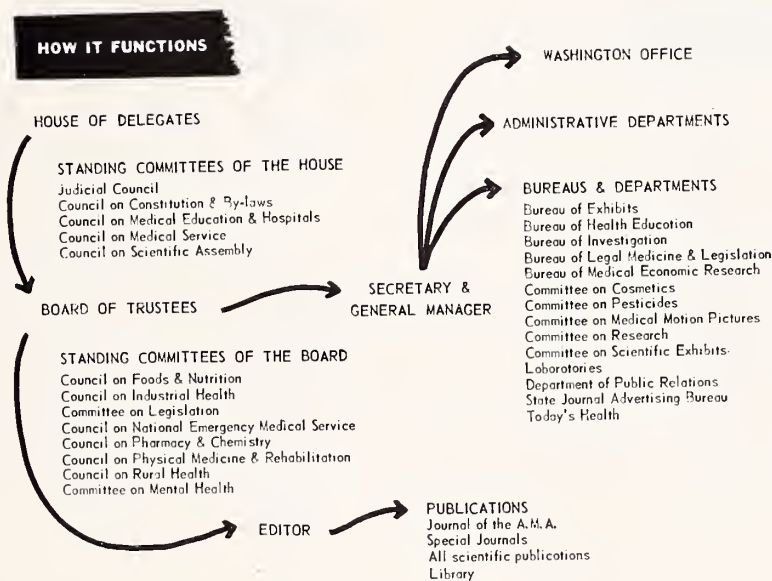 HOW IT FUNCTIONS
HOUSE OF DELEGATES
STANDING COMMITTEES OF THE HOUSE
Judicial Council
Council on Constitution & By-laws
Council on Medical Education & Hospitals
Council on Medical Service
Council on Scientific Assembly
BOARD OF TRUSTEES
STANDING COMMITTEES OF THE BOARD
Council on Foods & Nutrition
Council on Industrial Health
Committee on Legislation
Council on National Emergency Medical Service
Council on Pharmacy & Chemistry
Council on Physical Medicine & Rehabilitation
Council on Rural Health
Committee on Mental Health
SECRETARY &
GENERAL MANAGER
WASHINGTON OFFICE
ADMINISTRATIVE DEPARTMENTS
BUREAUS & DEPARTMENTS
Bureau of Exhibits
Bureau of Health Education
Bureau of Investigation
Bureau of Legal Medicine & Legislation
Bureau of Medical Economic Research
Committee on Cosmetics
Committee on Pesticides
Committee on Medical Motion Pictures
Committee on Research
Committee on Scientific Exhibits
Laboratories
Department of Public Relations
State Journal Advertising Bureau
Today's Health
EDITOR
PUBLICATIONS
Journal of the A.M.A.
Special Journals
All scientific publications
Library